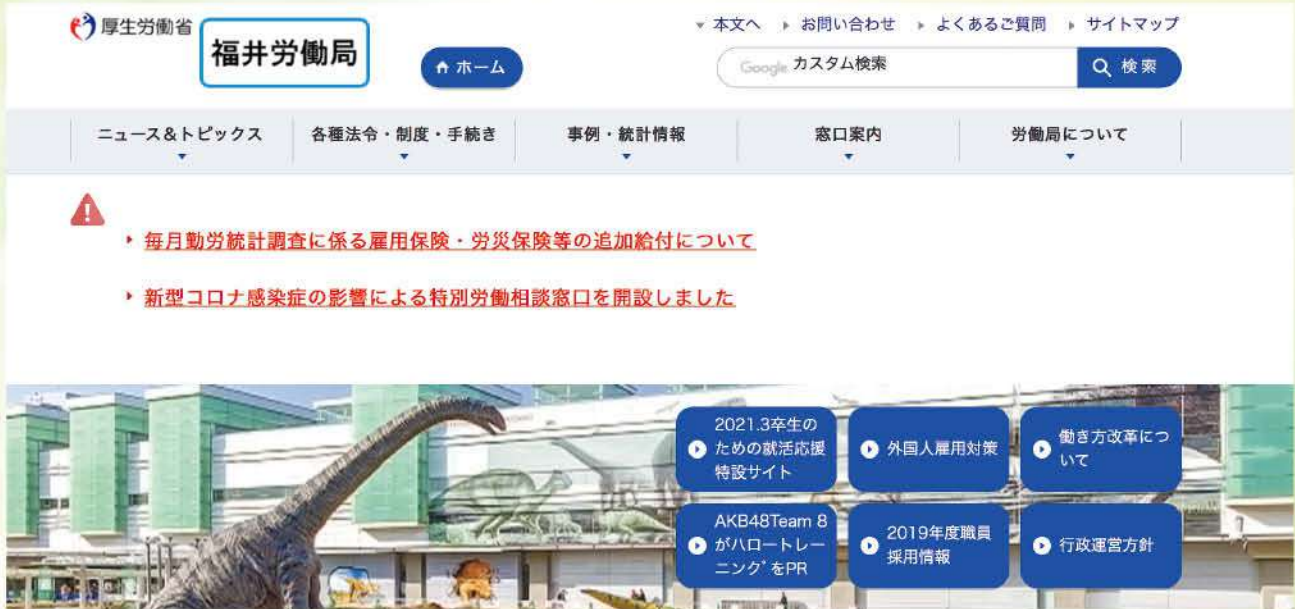 厚生労働省
福井労働局
ホーム
本文へ お問い合わせ よくあるご質問 サイトマップ
Google カスタム検索
検索
ニュース&トピックス 各種法令・制度・手続き 事例・統計情報 窓口案内 労働局について
毎月勤労統計調査に係る雇用保険・労災保険等の追加給付について
新型コロナ感染症の影響による特別労働相談窓口を開設しました
2021.3卒生の
ための就活応援
特設サイト
外国人雇用対策
働き方改革につ
いて
AKB48Team 8
がハロートレー
ニング゛をPR
2019年度職員
採用情報
行政運営方針